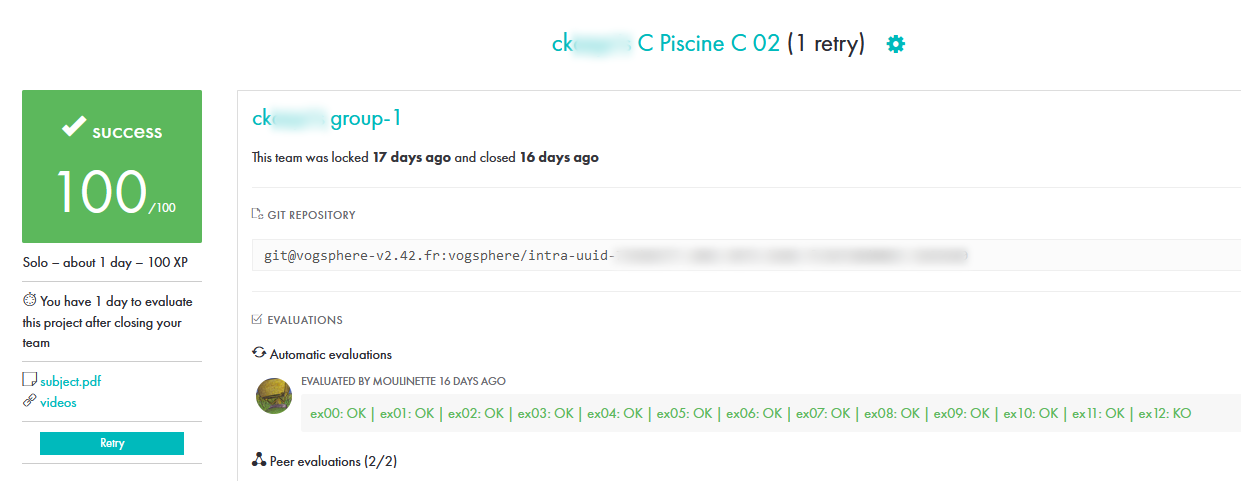 ck C Piscine C 02 (1 retry)
success
100/100
Solo – about 1 day – 100 XP
You have 1 day to evaluate
this project after closing your
team
subject.pdf
videos
Retry
ck group-1
This team was locked 17 days ago and closed 16 days ago
GIT REPOSITORY
git@vogsphere-v2.42.fr:vogsphere/intra-uuid-
EVALUATIONS
Automatic evaluations
EVALUATED BY MOULINETTE 16 DAYS AGO
ex00: OK | ex01: OK | ex02: OK | ex03: OK | ex04: OK | ex05: OK | ex06: OK | ex07: OK | ex08: OK | ex09: OK | ex10: OK | ex11: OK | ex12: KO
Peer evaluations (2/2)